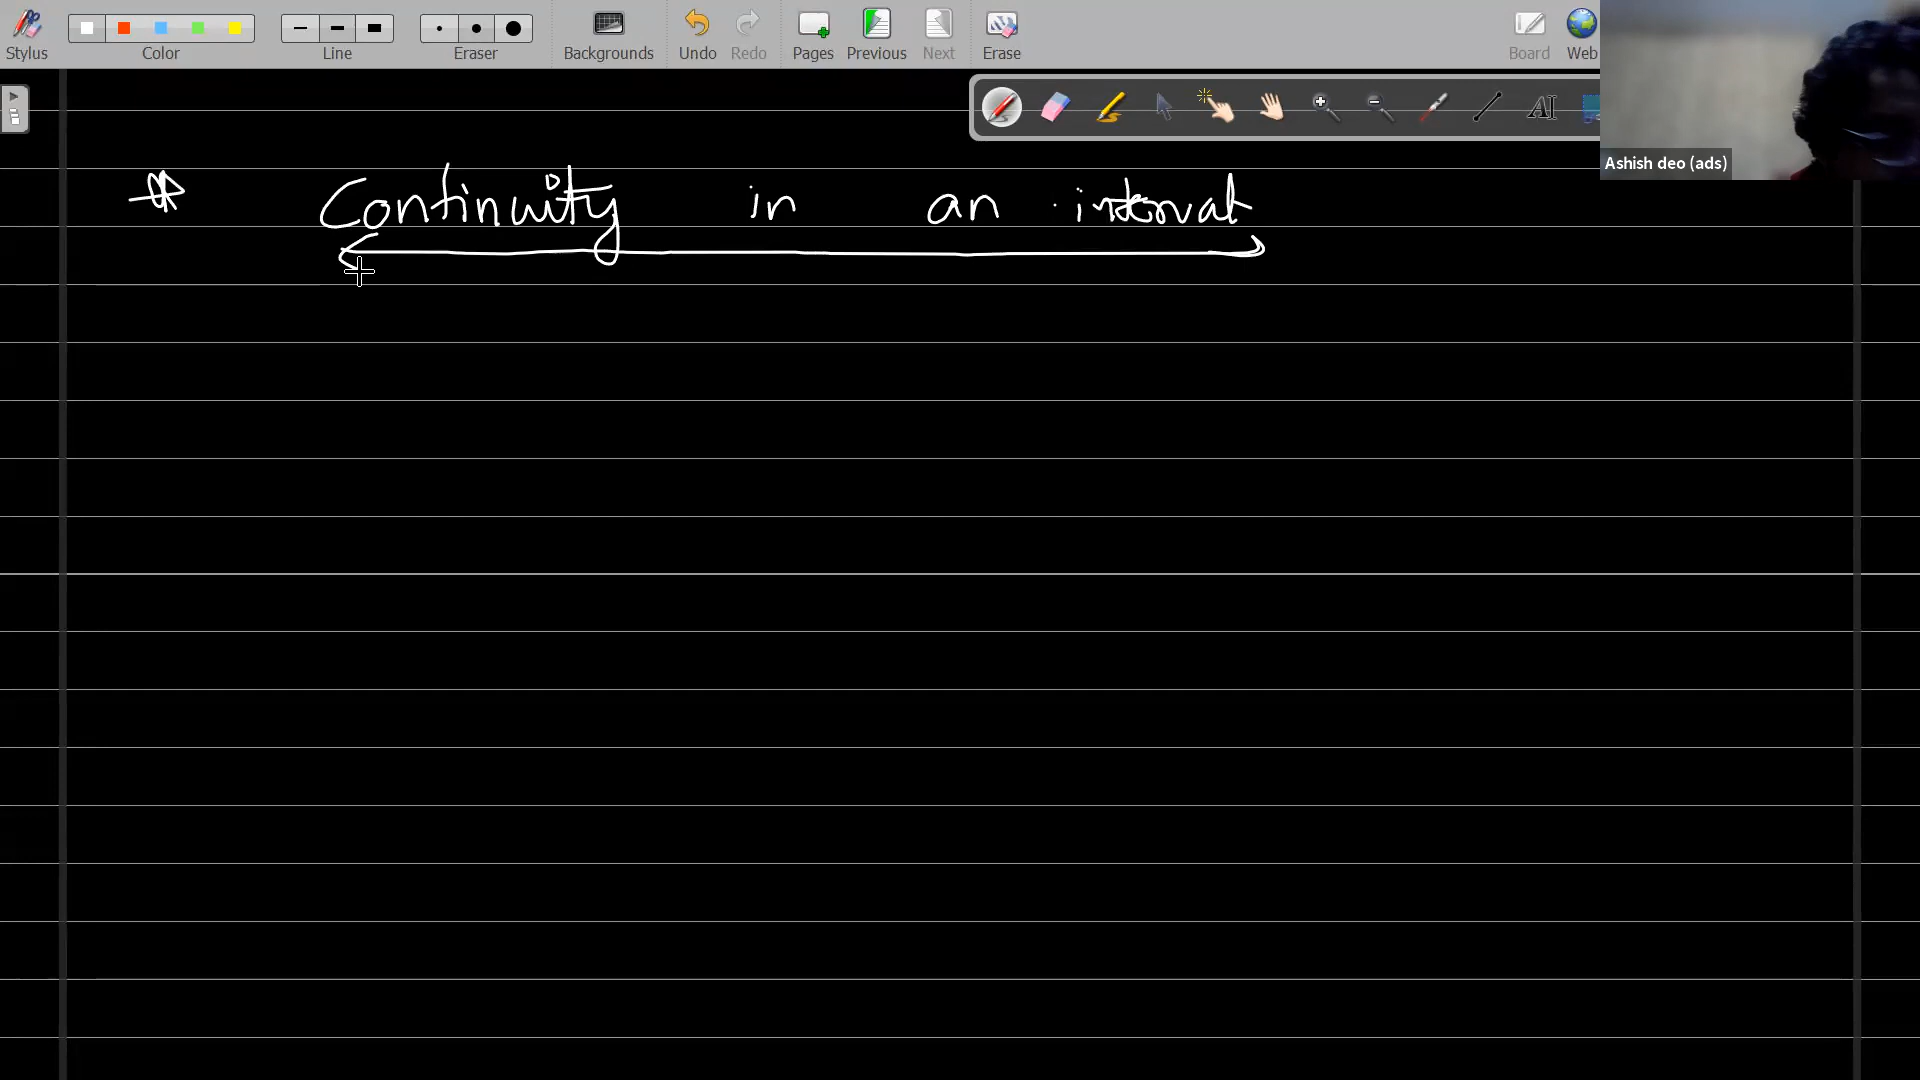 Stylus
Color
Line
Eraser
Backgrounds
Undo
Redo
Pages
Previous
Next
Erase
Board
Web
AI
Ashish deo (ads)
* Continuity in an interval